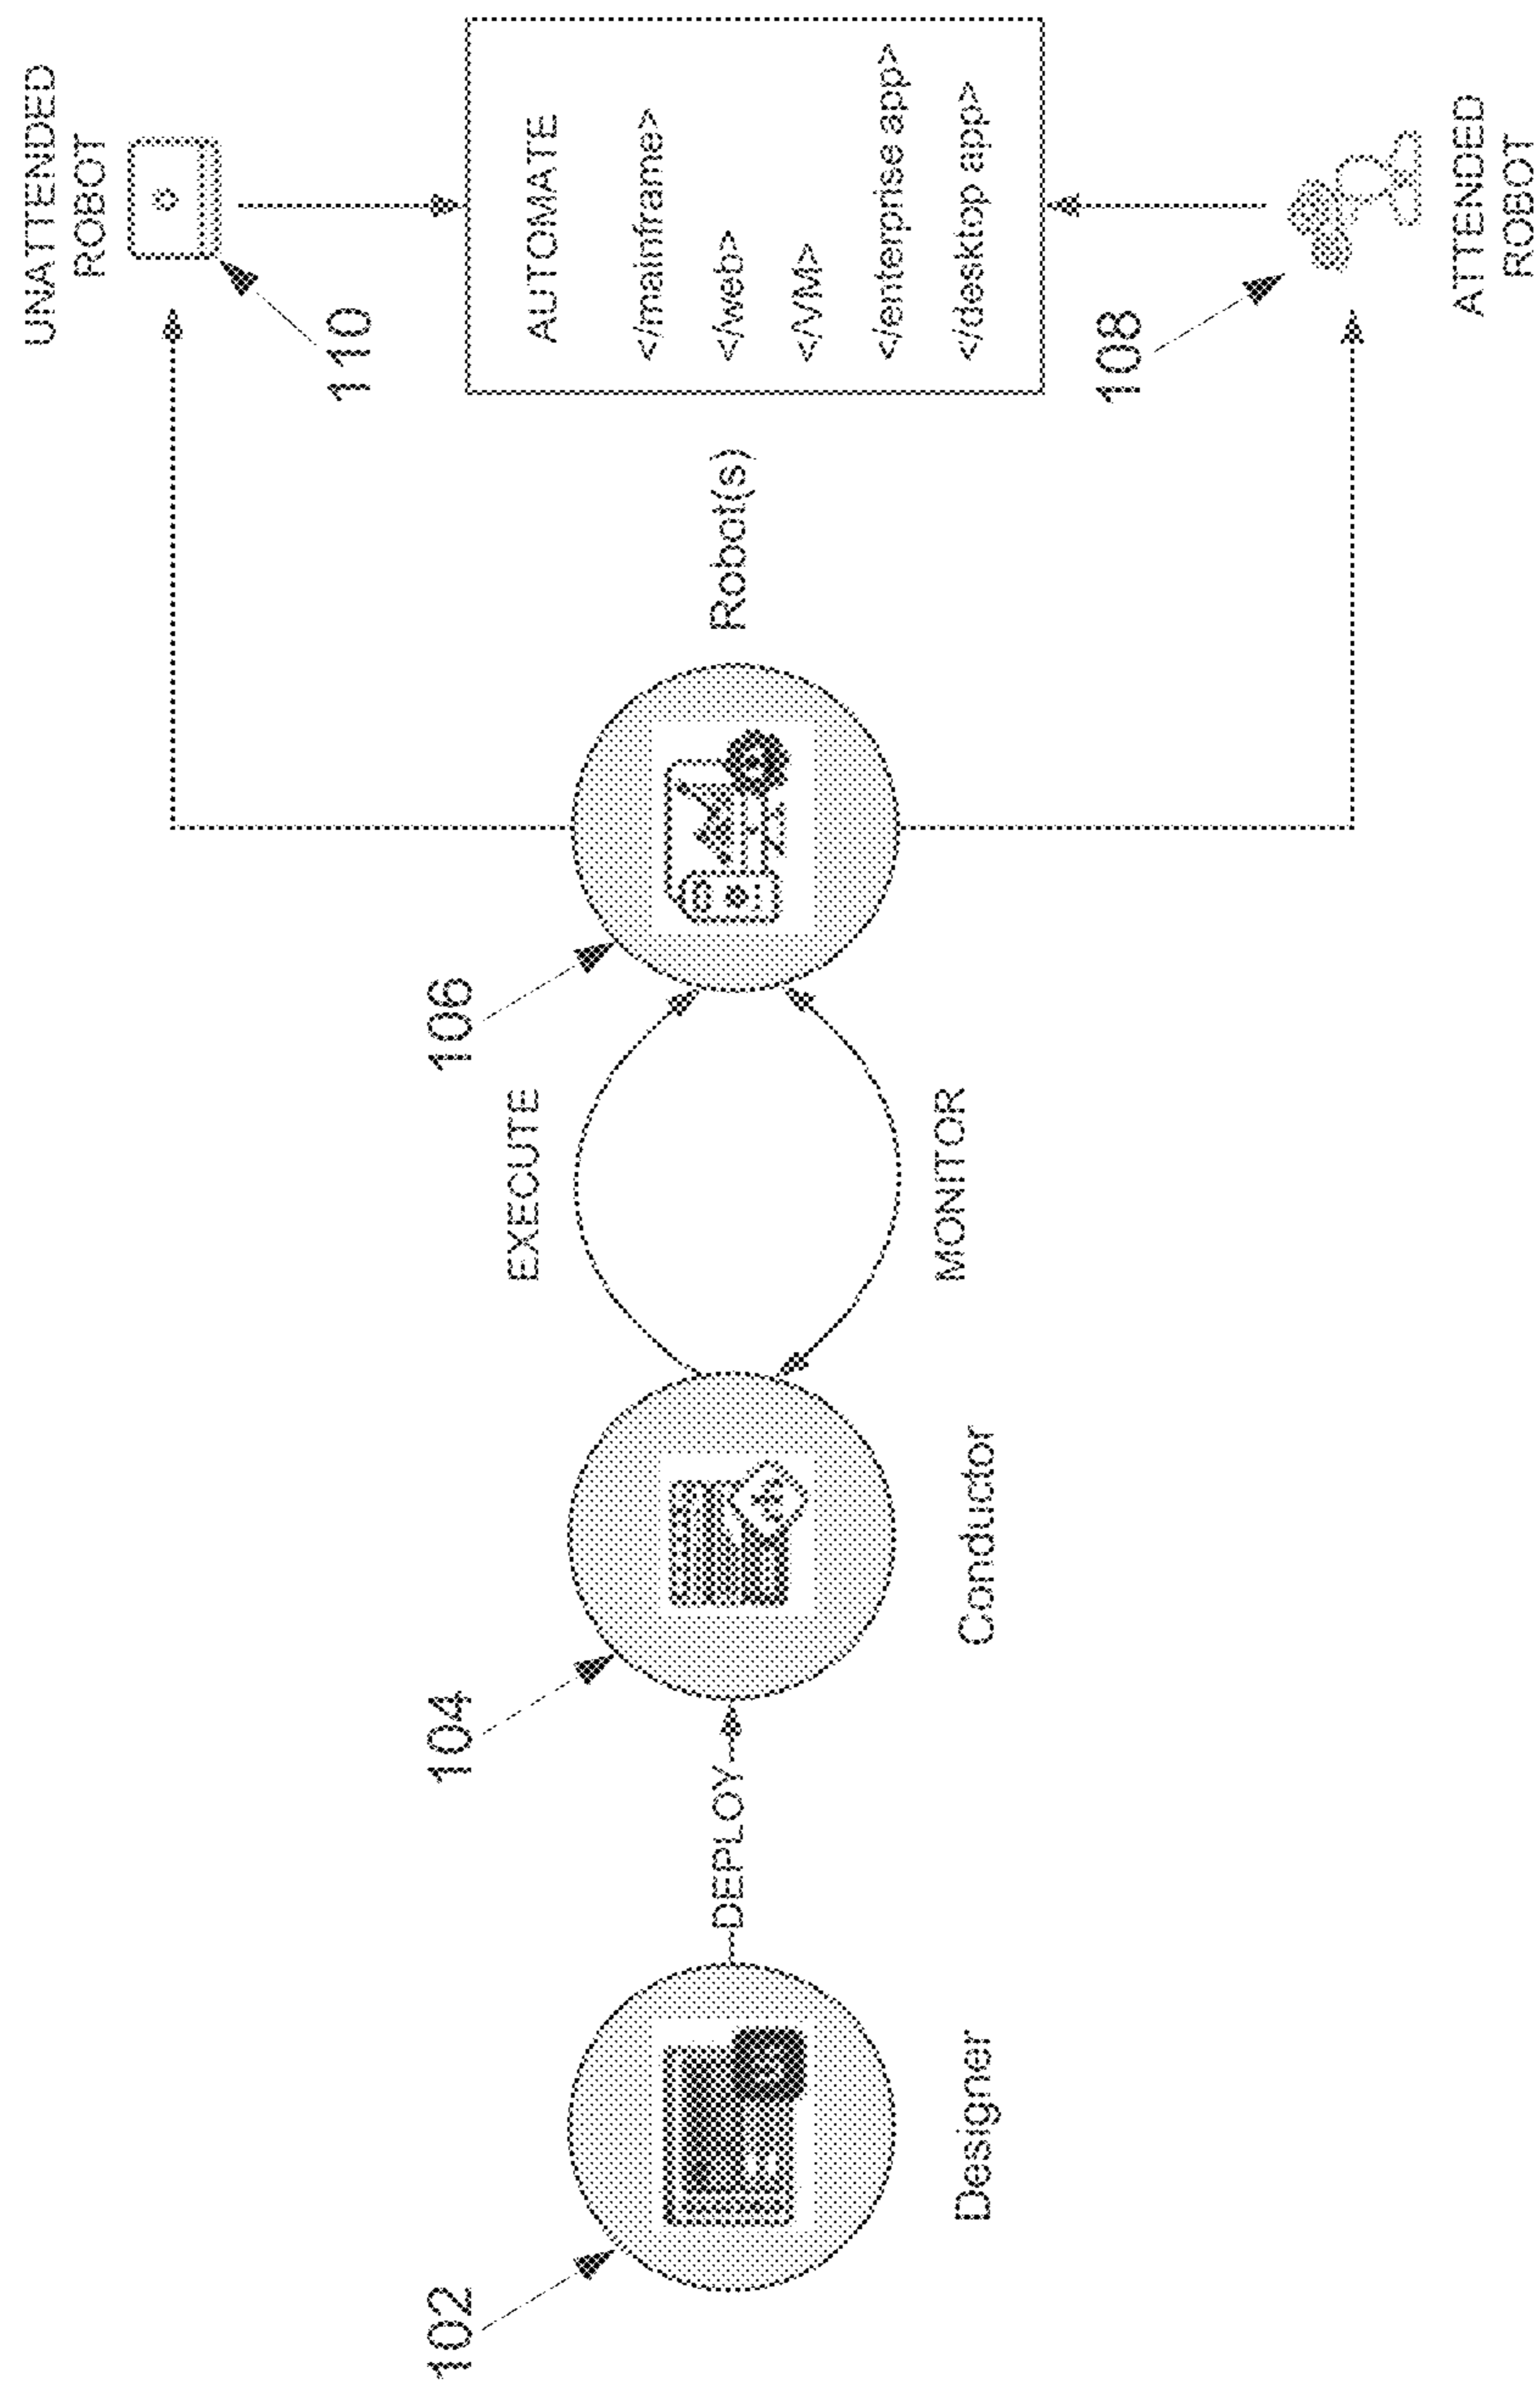 UNATTENDED
ROBOT
110
102
104
106
EXECUTE
DEPLOY
Robot(s)
AUTOMATE
</mainframe>
</web>
</VM>
</enterprise app>
</desktop app>
MONITOR
Designer
Conductor
108
ATTENDED
ROBOT